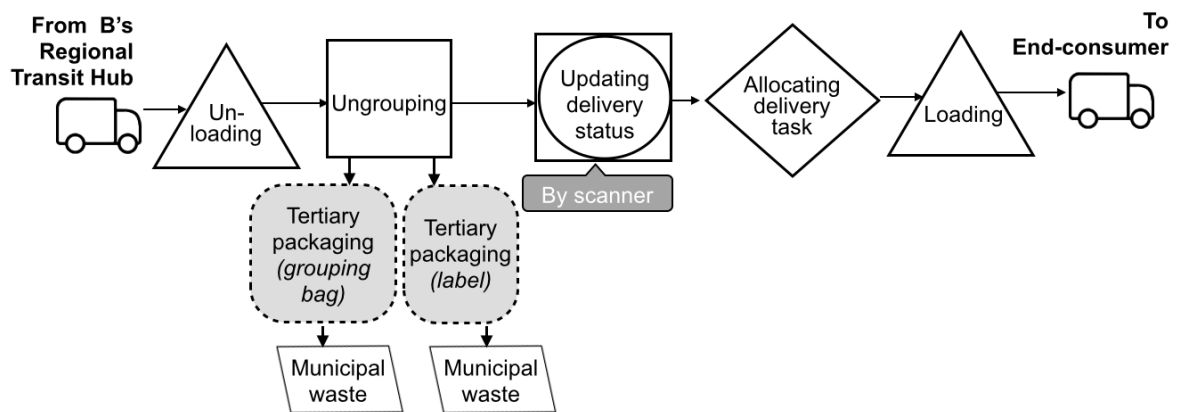 From B's
Regional
Transit Hub
Un-
loading
Ungrouping
Updating
delivery
status
By scanner
Allocating
delivery
task
Loading
To
End-consumer
Tertiary
packaging
(grouping
bag)
Tertiary
packaging
(label)
Municipal
waste
Municipal
waste